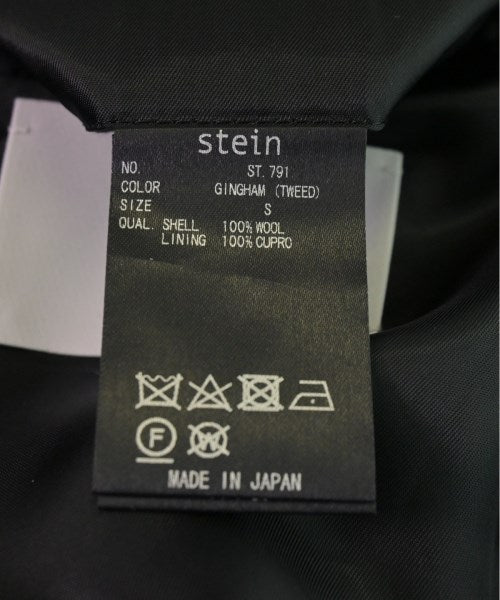 stein
NO. ST.791
COLOR GINGHAM (TWEED)
SIZE S
QUAL. SHELL 100% WOOL
LINING 100% CUPRO
F W
MADE IN JAPAN